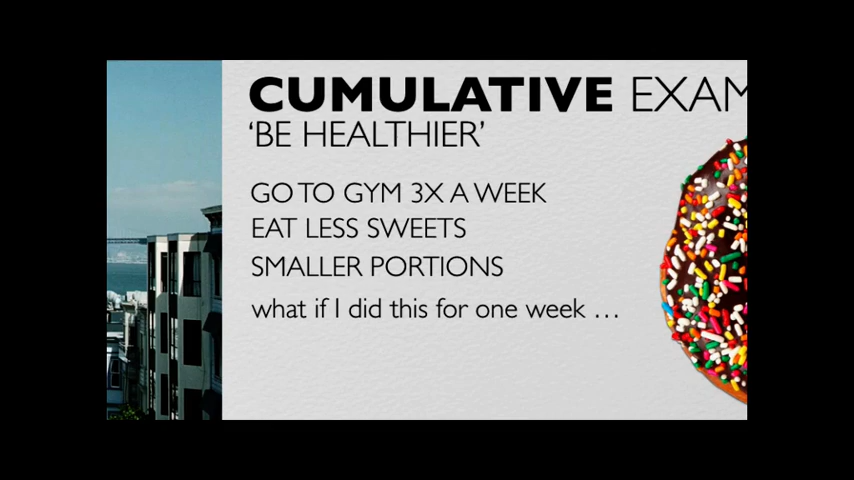 CUMULATIVE EXAM
‘BE HEALTHIER’
GO TO GYM 3X A WEEK
EAT LESS SWEETS
SMALLER PORTIONS
what if I did this for one week …